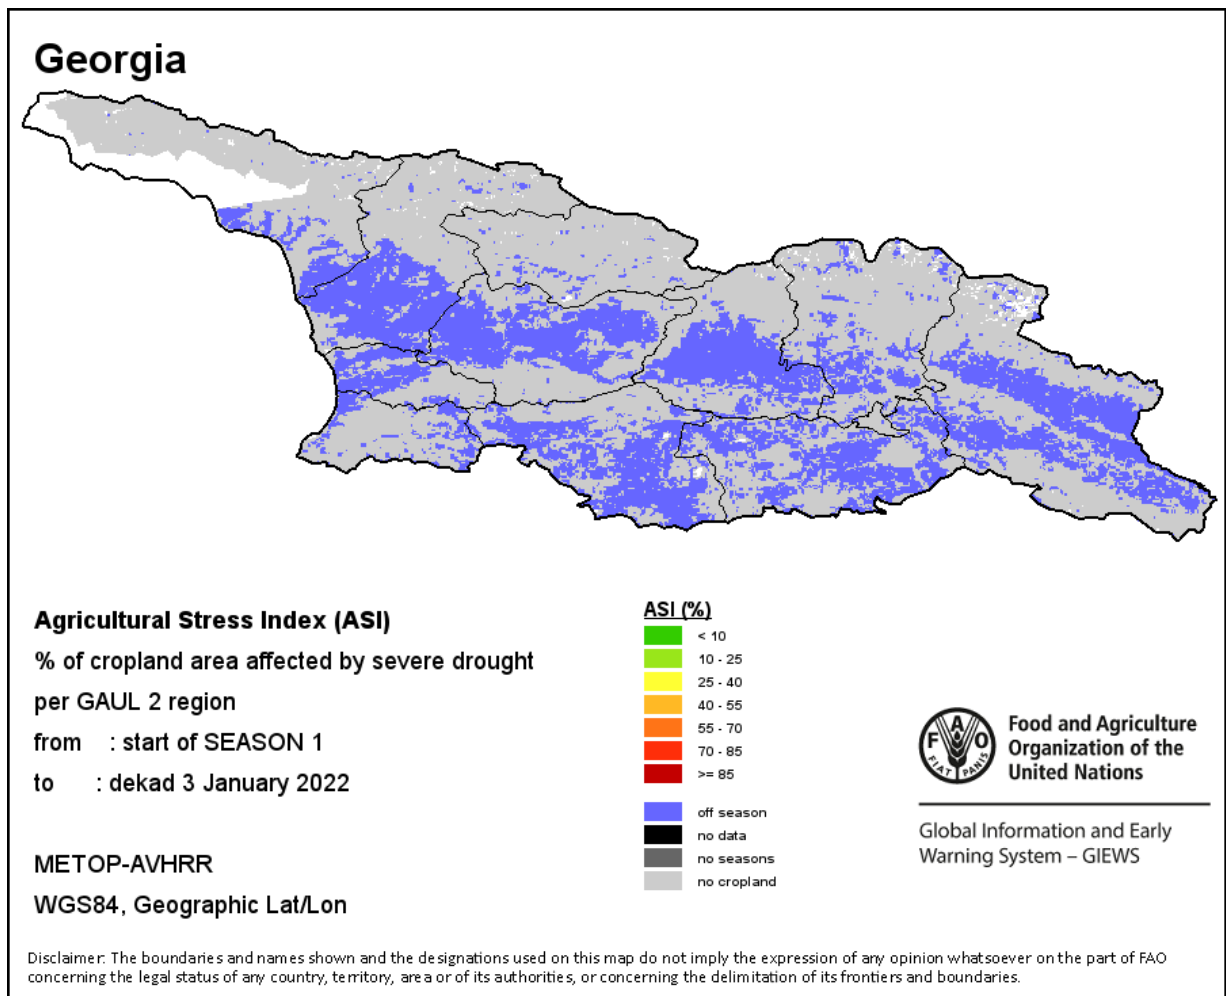 Georgia
Agricultural Stress Index (ASI)
% of cropland area affected by severe drought
per GAUL 2 region
from : start of SEASON 1
to : dekad 3 January 2022
METOP-AVHRR
WGS84, Geographic Lat/Lon
ASI (%)
< 10
10 - 25
25 - 40
40 - 55
55 - 70
70 - 85
>= 85
off season
no data
no seasons
no cropland
F A O
FIAT PANIS
Food and Agriculture
Organization of the
United Nations
Global Information and Early
Warning System – GIEWS
Disclaimer: The boundaries and names shown and the designations used on this map do not imply the expression of any opinion whatsoever on the part of FAO
concerning the legal status of any country, territory, area or of its authorities, or concerning the delimitation of its frontiers and boundaries.